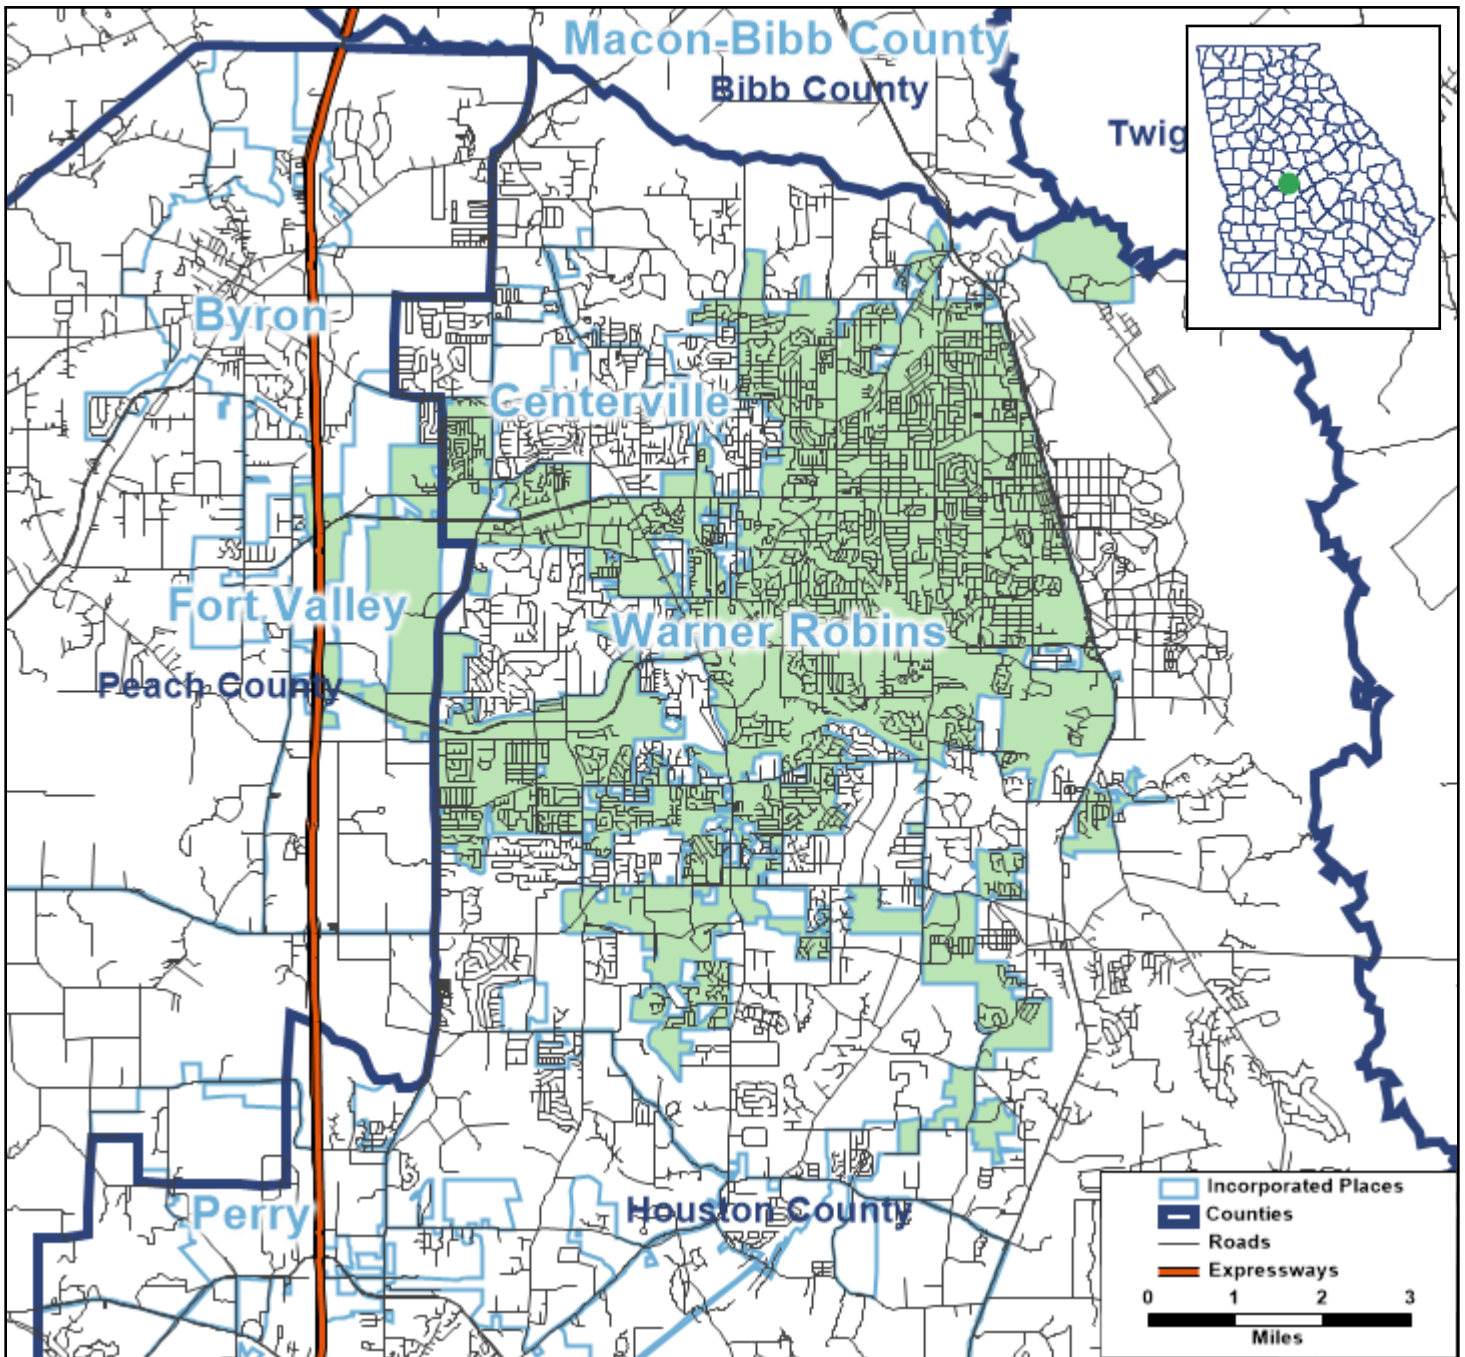 Macon-Bibb County
Bibb County
Twig
Byron
Centerville
Fort Valley
Warner Robins
Peach County
Perry
Houston County
Incorporated Places
Counties
Roads
Expressways
0 1 2 3
Miles